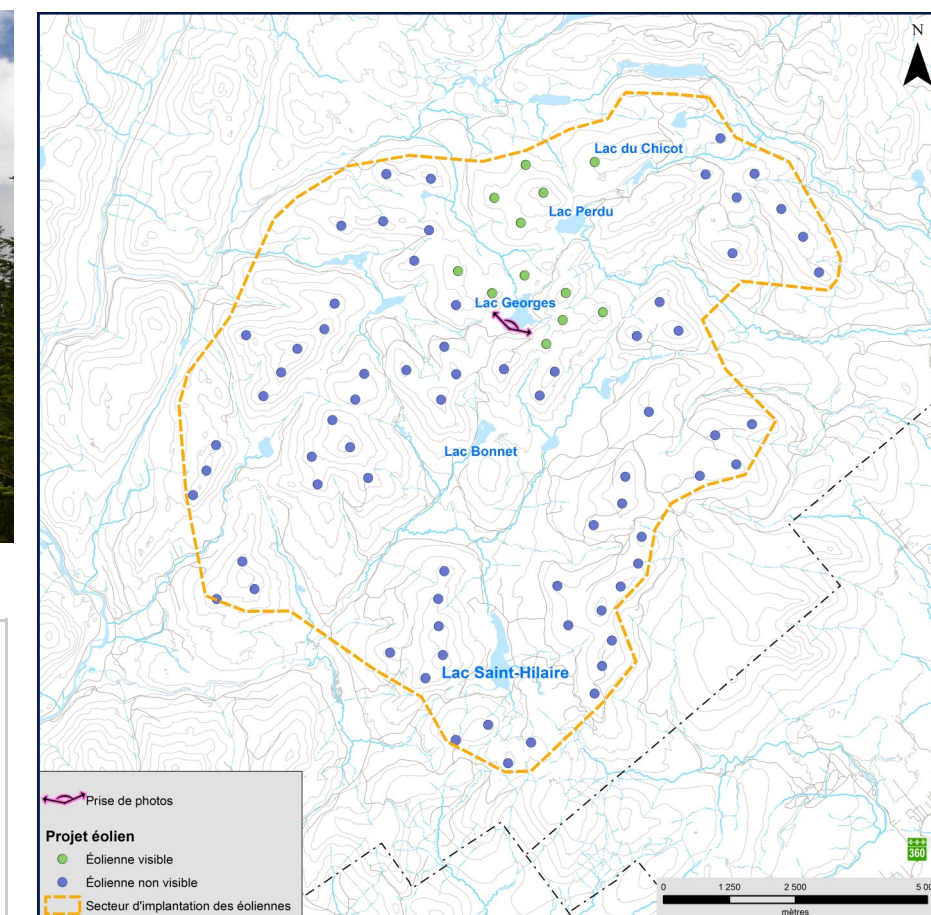 N
Lac du Chicot
Lac Perdu
Lac Georges
Lac Bonnet
Lac Saint-Hilaire
Prise de photos
Projet éolien
Éolienne visible
Éolienne non visible
Secteur d'implantation des éoliennes
360
0 1 250 2 500
mètres